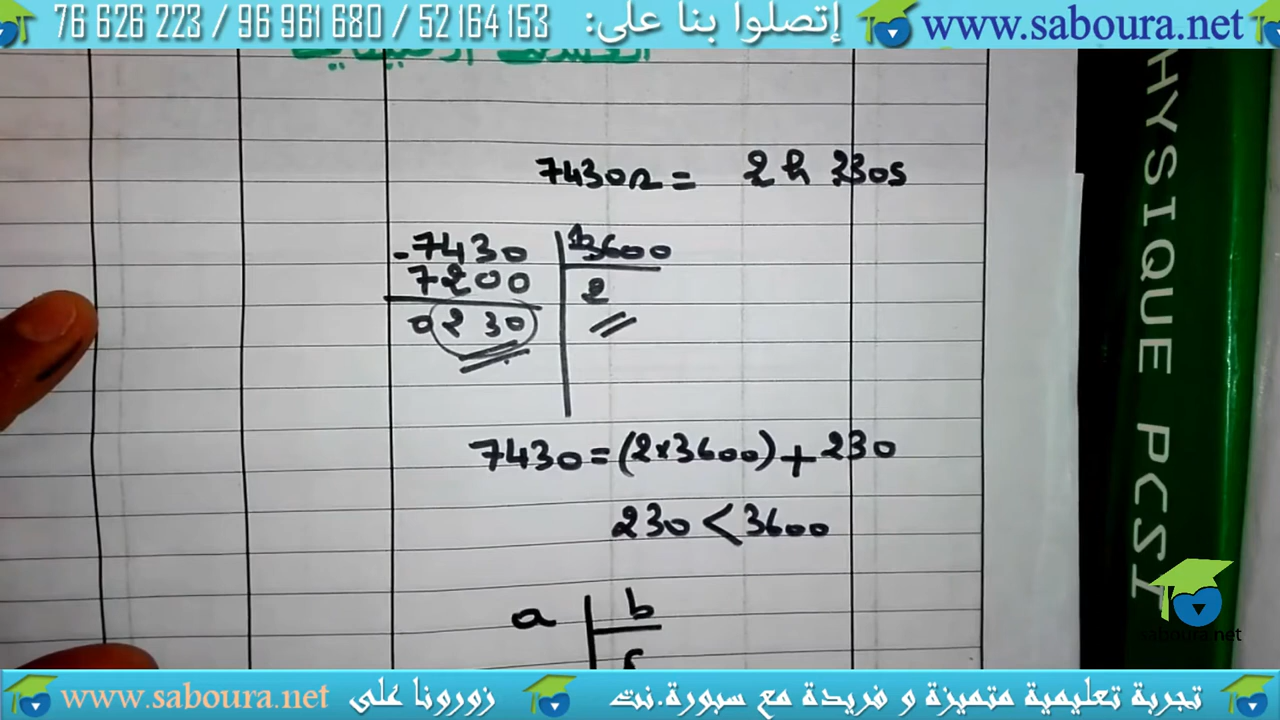 76 626 223 / 96 961 680 / 52 164 153 إتصلوا بنا على: www.saboura.net
7430s = 2h 230s
-7430 3600
7200 2
0230
7430=(2×3600)+230
230<3600
a b
PHYSIQUE PCSI
saboura.net
www.saboura.net زورونا على تجربة تعليمية متميزة و فريدة مع سبورة.نت